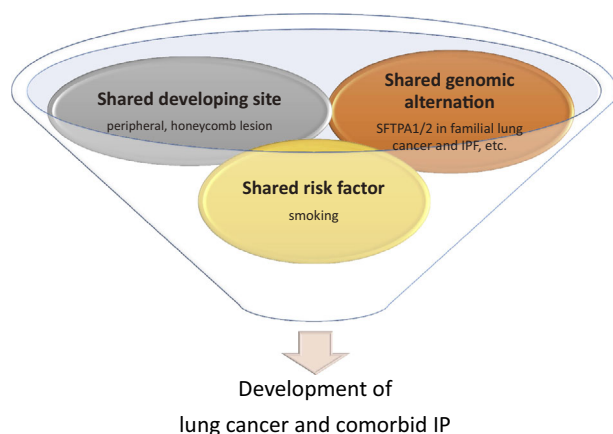 Shared developing site
peripheral, honeycomb lesion
Shared genomic
alternation
SFTPA1/2 in familial lung
cancer and IPF, etc.
Shared risk factor
smoking
Development of
lung cancer and comorbid IP